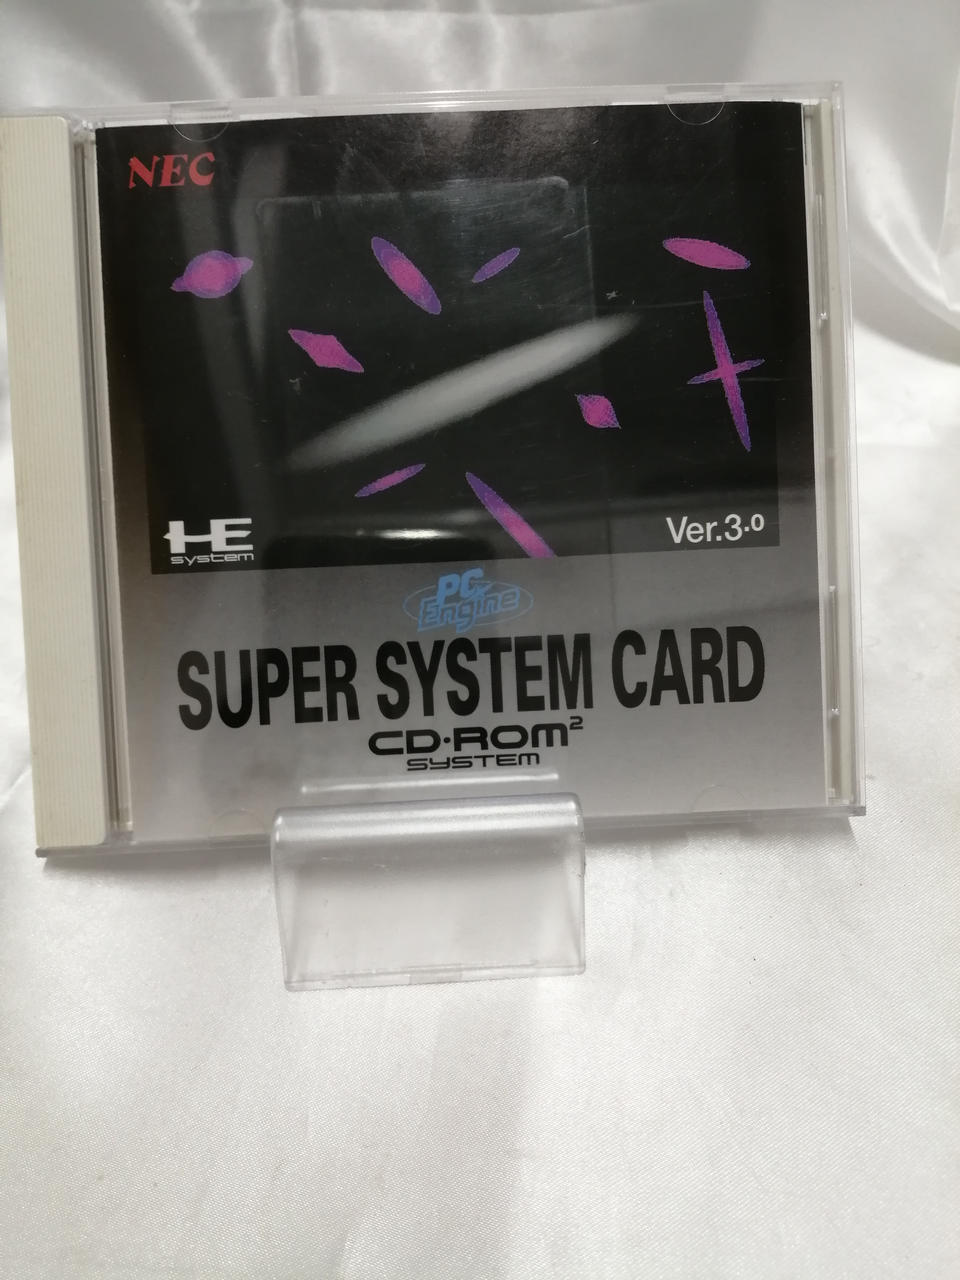 NEC
HE
system
Ver.3.0
PC
Engine
SUPER SYSTEM CARD
CD·ROM²
SYSTEM